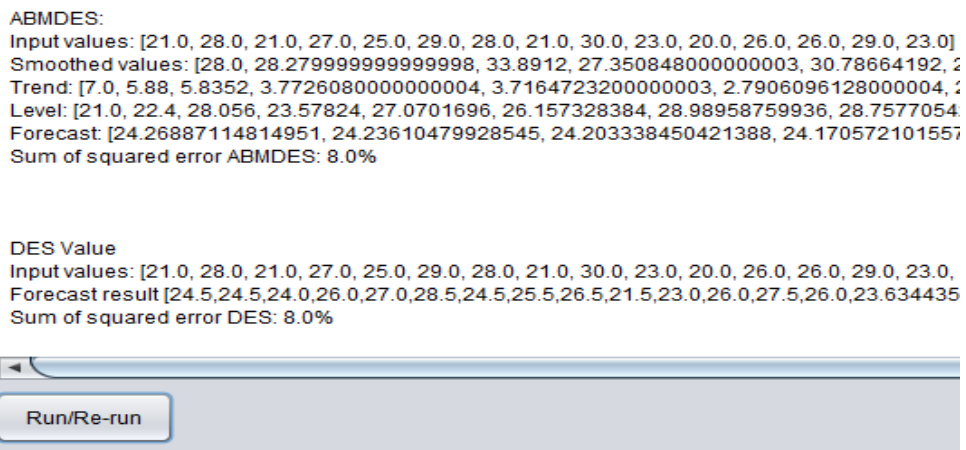 ABMDES:
Input values: [21.0, 28.0, 21.0, 27.0, 25.0, 29.0, 28.0, 21.0, 30.0, 23.0, 20.0, 26.0, 26.0, 29.0, 23.0]
Smoothed values: [28.0, 28.279999999999998, 33.8912, 27.350848000000003, 30.78664192, 2
Trend: [7.0, 5.88, 5.8352, 3.7726080000000004, 3.7164723200000003, 2.7906096128000004, 2
Level: [21.0, 22.4, 28.056, 23.57824, 27.0701696, 26.157328384, 28.98958759936, 28.7577054
Forecast: [24.26887114814951, 24.23610479928545, 24.203338450421388, 24.170572101557
Sum of squared error ABMDES: 8.0%
DES Value
Input values: [21.0, 28.0, 21.0, 27.0, 25.0, 29.0, 28.0, 21.0, 30.0, 23.0, 20.0, 26.0, 26.0, 29.0, 23.0,
Forecast result [24.5,24.5,24.0,26.0,27.0,28.5,24.5,25.5,26.5,21.5,23.0,26.0,27.5,26.0,23.634435
Sum of squared error DES: 8.0%
Run/Re-run